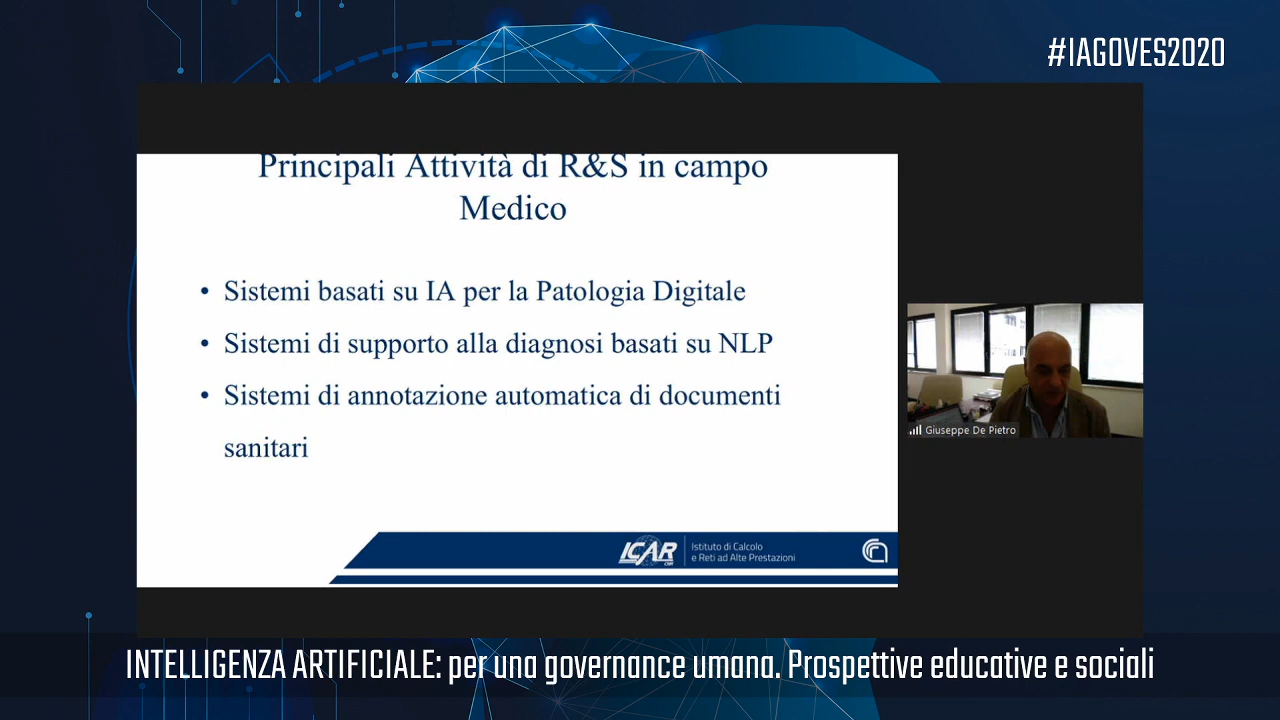 #IAGOVES2020
Principali Attività di R&S in campo
Medico
• Sistemi basati su IA per la Patologia Digitale
• Sistemi di supporto alla diagnosi basati su NLP
• Sistemi di annotazione automatica di documenti
sanitari
Giuseppe De Pietro
ICAR
CNR
Istituto di Calcolo
e Reti ad Alte Prestazioni
INTELLIGENZA ARTIFICIALE: per una governance umana. Prospettive educative e sociali